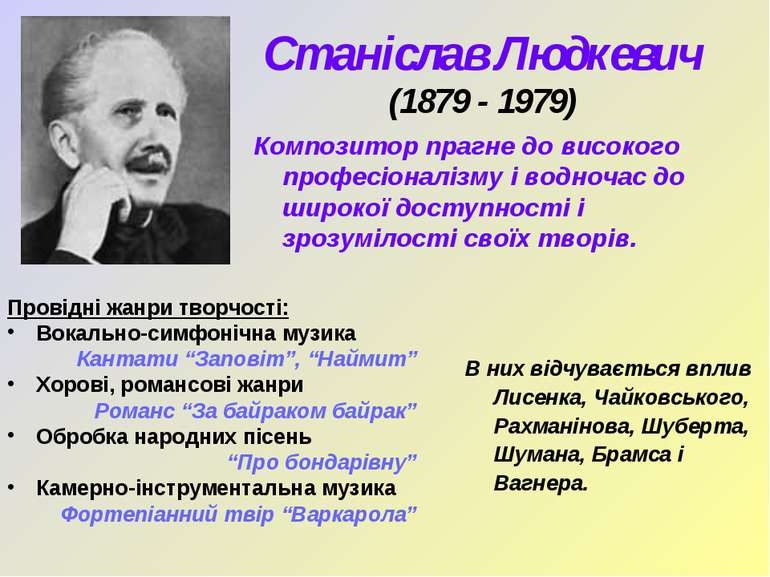 Станіслав Людкевич
(1879 - 1979)
Композитор прагне до високого
професіоналізму і водночас до
широкої доступності і
зрозумілості своїх творів.
Провідні жанри творчості:
• Вокально-симфонічна музика
Кантати “Заповіт”, “Наймит”
• Хорові, романсові жанри
Романс “За байраком байрак”
• Обробка народних пісень
“Про бондарівну”
• Камерно-інструментальна музика
Фортепіанний твір “Варкарола”
В них відчувається вплив
Лисенка, Чайковського,
Рахманінова, Шуберта,
Шумана, Брамса і
Вагнера.